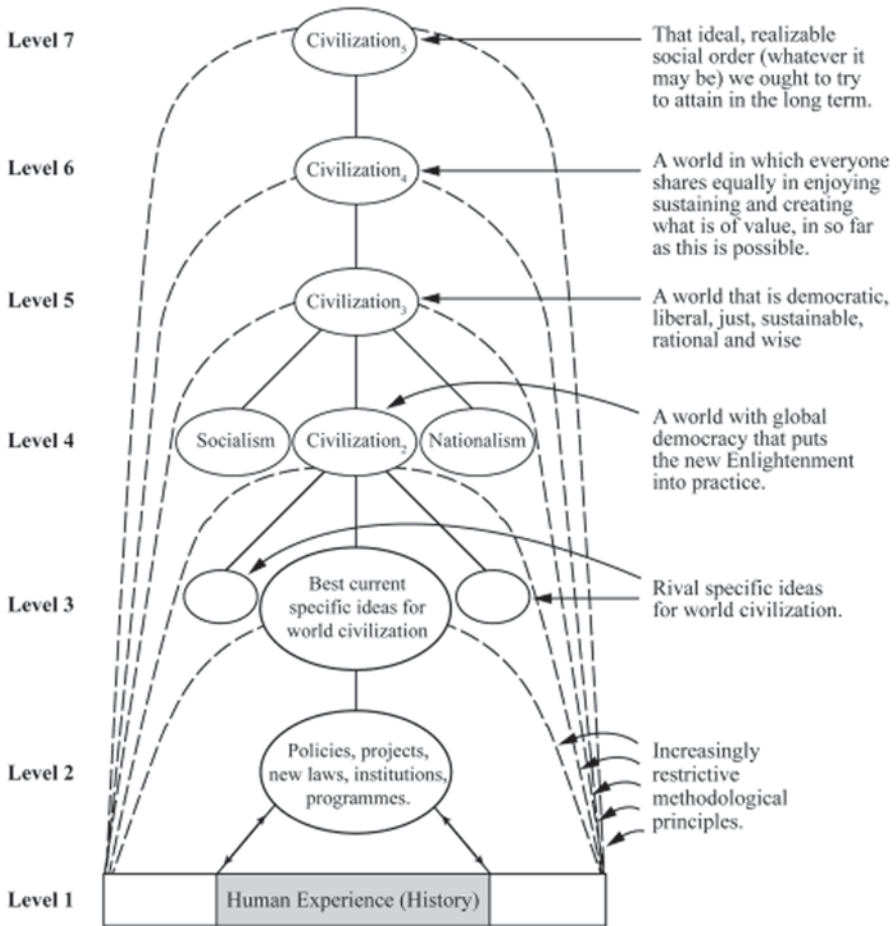 Level 7
Civilization₅
That ideal, realizable
social order (whatever it
may be) we ought to try
to attain in the long term.
Level 6
Civilization₄
A world in which everyone
shares equally in enjoying
sustaining and creating
what is of value, in so far
as this is possible.
Level 5
Civilization₃
A world that is democratic,
liberal, just, sustainable,
rational and wise
Level 4
Socialism
Civilization₂
Nationalism
A world with global
democracy that puts
the new Enlightenment
into practice.
Level 3
Best current
specific ideas for
world civilization
Rival specific ideas
for world civilization.
Level 2
Policies, projects,
new laws, institutions,
programmes.
Increasingly
restrictive
methodological
principles.
Level 1
Human Experience (History)